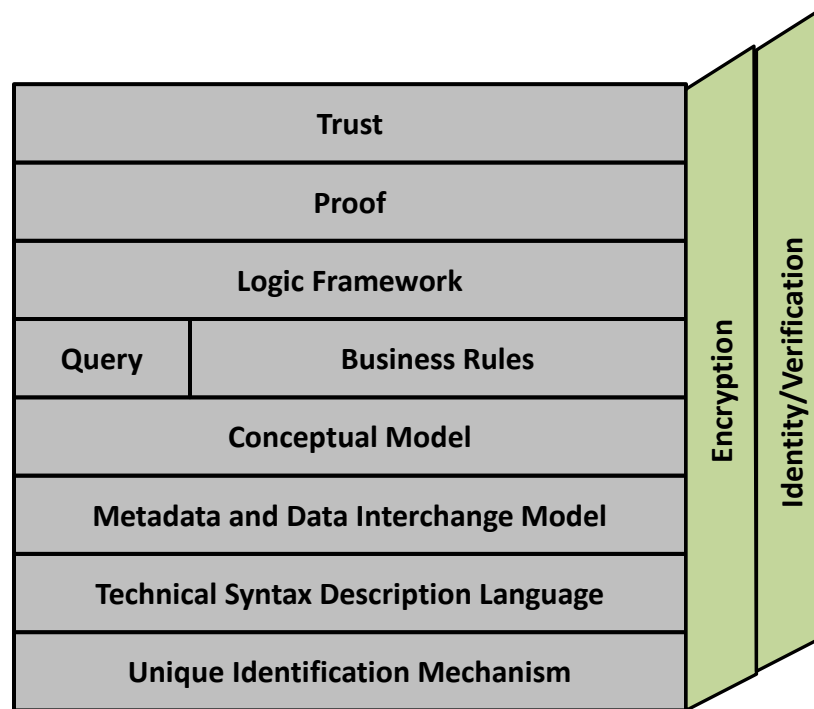 Trust
Proof
Logic Framework
Query
Business Rules
Conceptual Model
Metadata and Data Interchange Model
Technical Syntax Description Language
Unique Identification Mechanism
Encryption
Identity/Verification